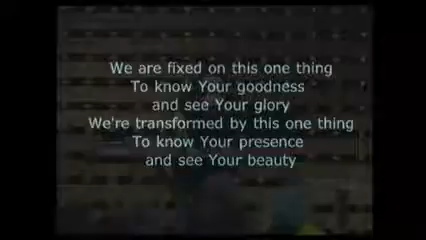 We are fixed on this one thing
To know Your goodness
and see Your glory
We're transformed by this one thing
To know Your presence
and see Your beauty